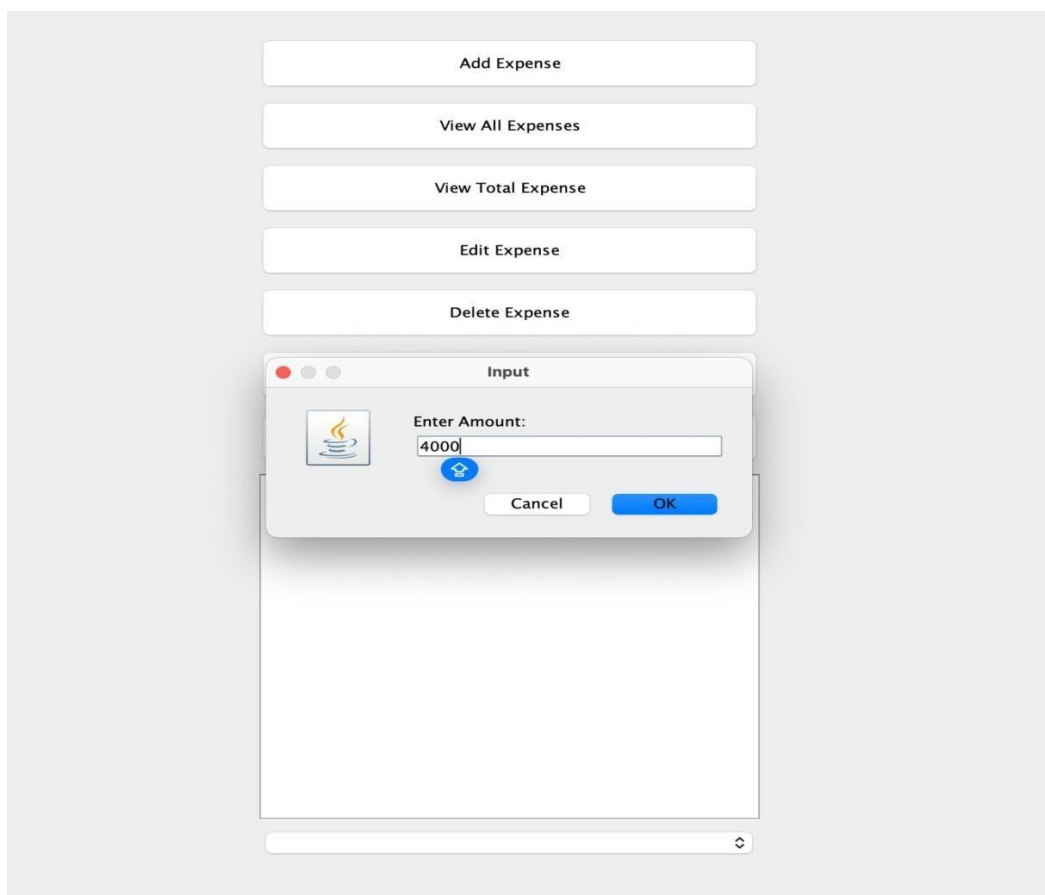 Add Expense
View All Expenses
View Total Expense
Edit Expense
Delete Expense
Input
Enter Amount:
4000
Cancel
OK